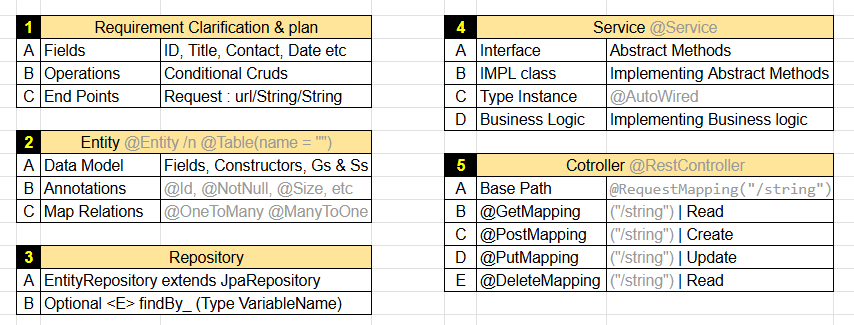 1 Requirement Clarification & plan
A Fields ID, Title, Contact, Date etc
B Operations Conditional Cruds
C End Points Request : url/String/String
2 Entity @Entity /n @Table(name = "")
A Data Model Fields, Constructors, Gs & Ss
B Annotations @Id, @NotNull, @Size, etc
C Map Relations @OneToMany @ManyToOne
3 Repository
A EntityRepository extends JpaRepository
B Optional <E> findBy_ (Type VariableName)
4 Service @Service
A Interface Abstract Methods
B IMPL class Implementing Abstract Methods
C Type Instance @AutoWired
D Business Logic Implementing Business logic
5 Cotroller @RestController
A Base Path @RequestMapping("/string")
B @GetMapping ("/string") | Read
C @PostMapping ("/string") | Create
D @PutMapping ("/string") | Update
E @DeleteMapping ("/string") | Read